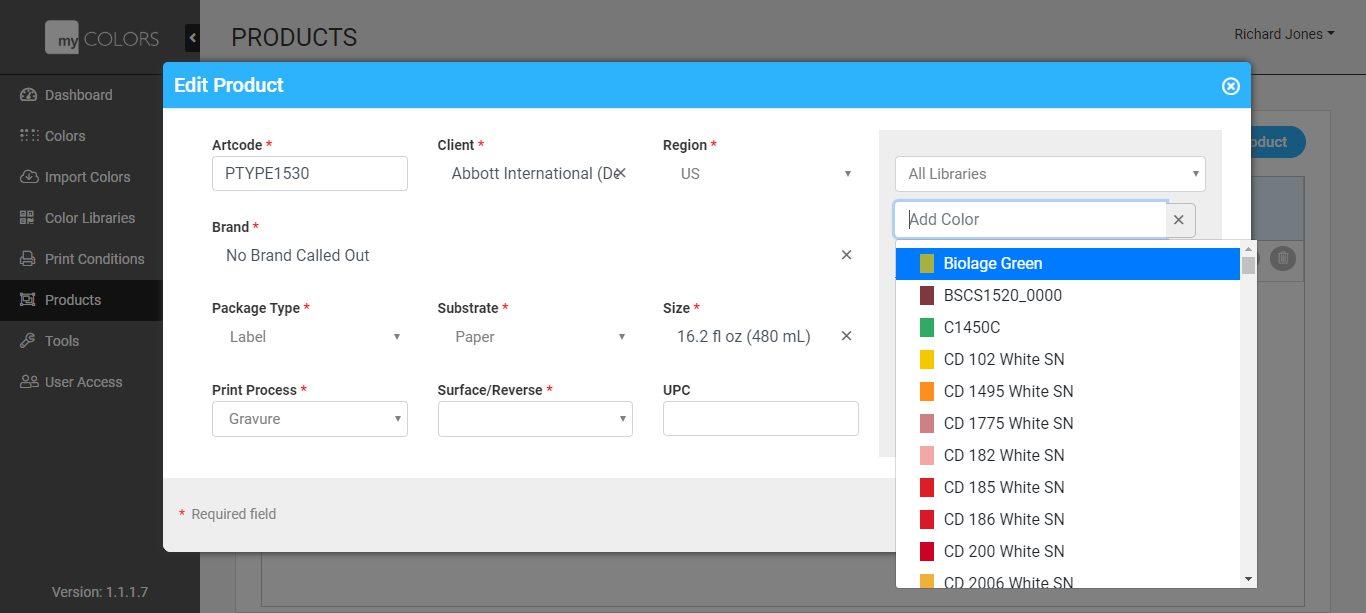 my COLORS
PRODUCTS
Richard Jones
Dashboard
Colors
Import Colors
Color Libraries
Print Conditions
Products
Tools
User Access
Version: 1.1.1.7
Edit Product
Artcode *
PTYPE1530
Client *
Abbott International (De
Region *
US
Brand *
No Brand Called Out
Package Type *
Label
Substrate *
Paper
Size *
16.2 fl oz (480 mL)
Print Process *
Gravure
Surface/Reverse *
UPC
* Required field
All Libraries
Add Color
Biolage Green
BSCS1520_0000
C1450C
CD 102 White SN
CD 1495 White SN
CD 1775 White SN
CD 182 White SN
CD 185 White SN
CD 186 White SN
CD 200 White SN
CD 2006 White SN
oduct